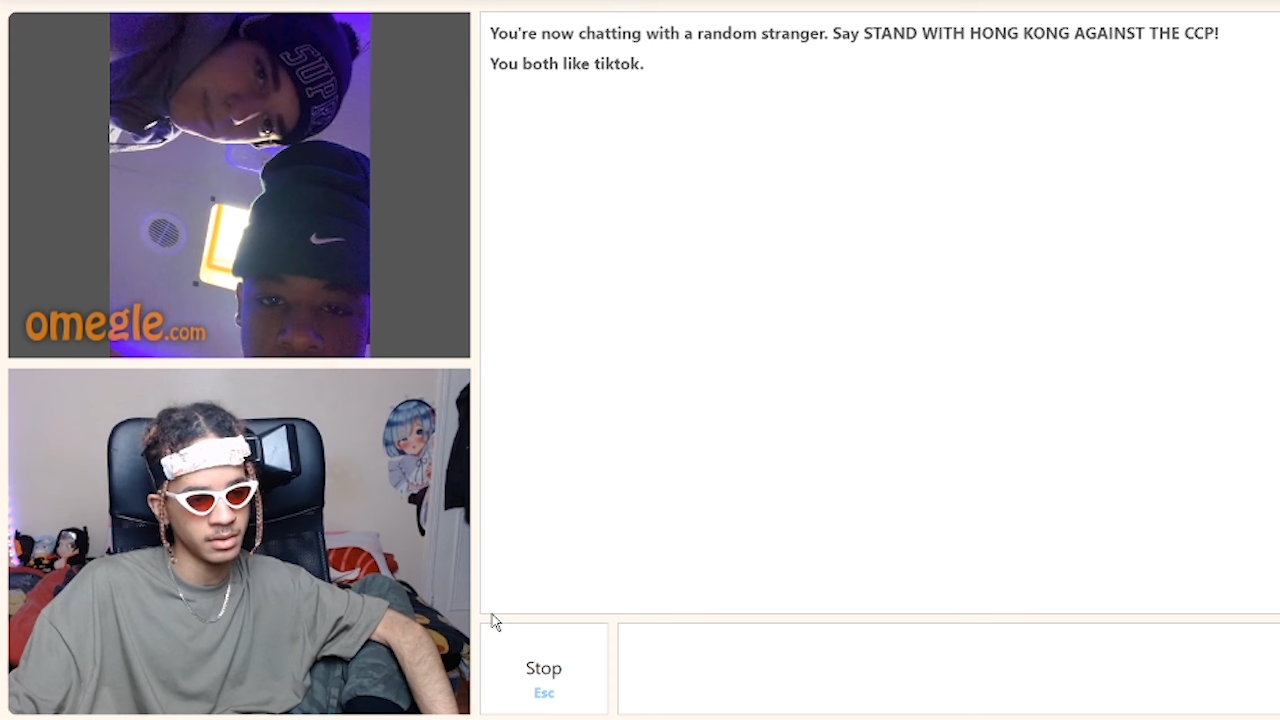 SUPR
omegle.com
You're now chatting with a random stranger. Say STAND WITH HONG KONG AGAINST THE CCP!
You both like tiktok.
Stop
Esc